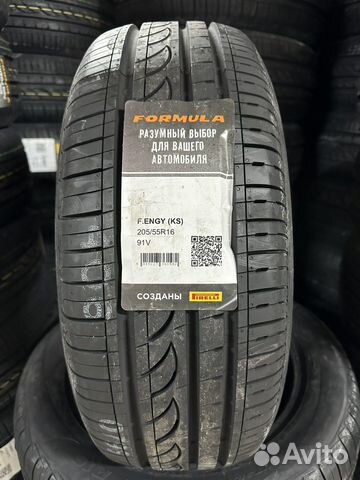 FORMULA
РАЗУМНЫЙ ВЫБОР
ДЛЯ ВАШЕГО
АВТОМОБИЛЯ
F.ENGY (KS)
205/55R16
91V
СОЗДАНЫ PIRELLI
Avito